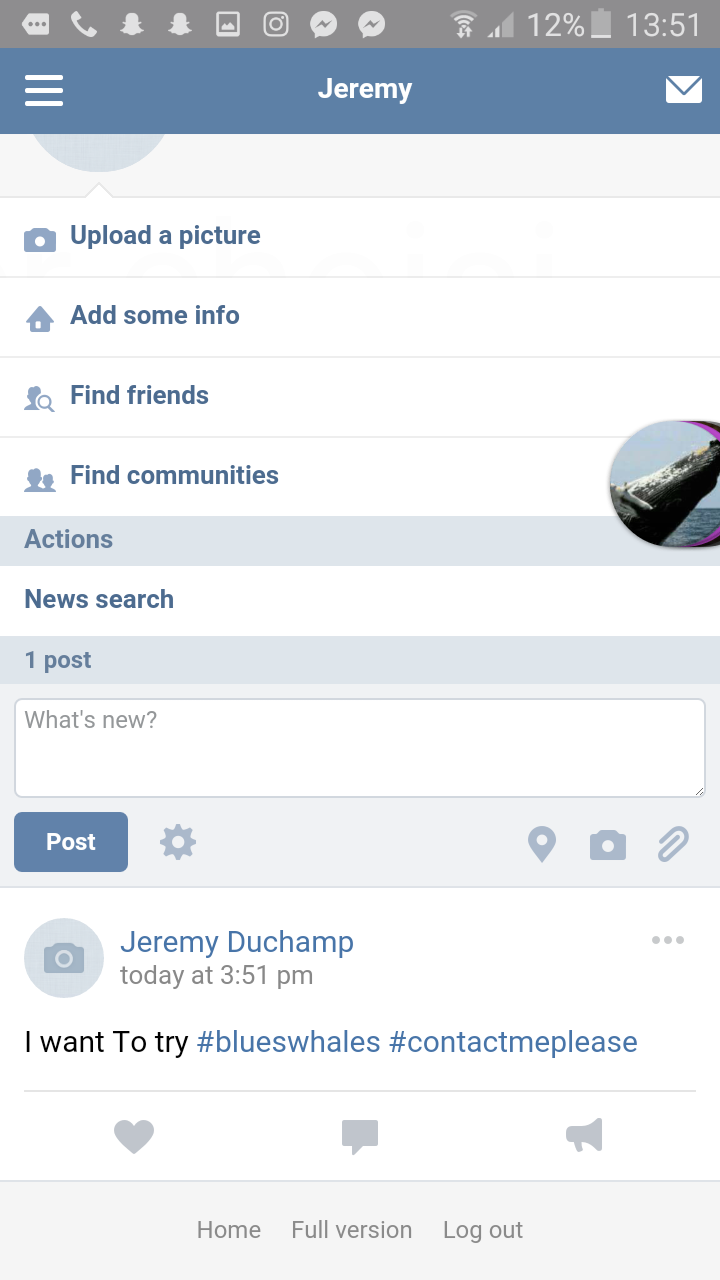 12% 13:51
Jeremy
Upload a picture
Add some info
Find friends
Find communities
Actions
News search
1 post
What's new?
Post
Jeremy Duchamp
today at 3:51 pm
I want To try #blueswhales #contactmeplease
Home Full version Log out